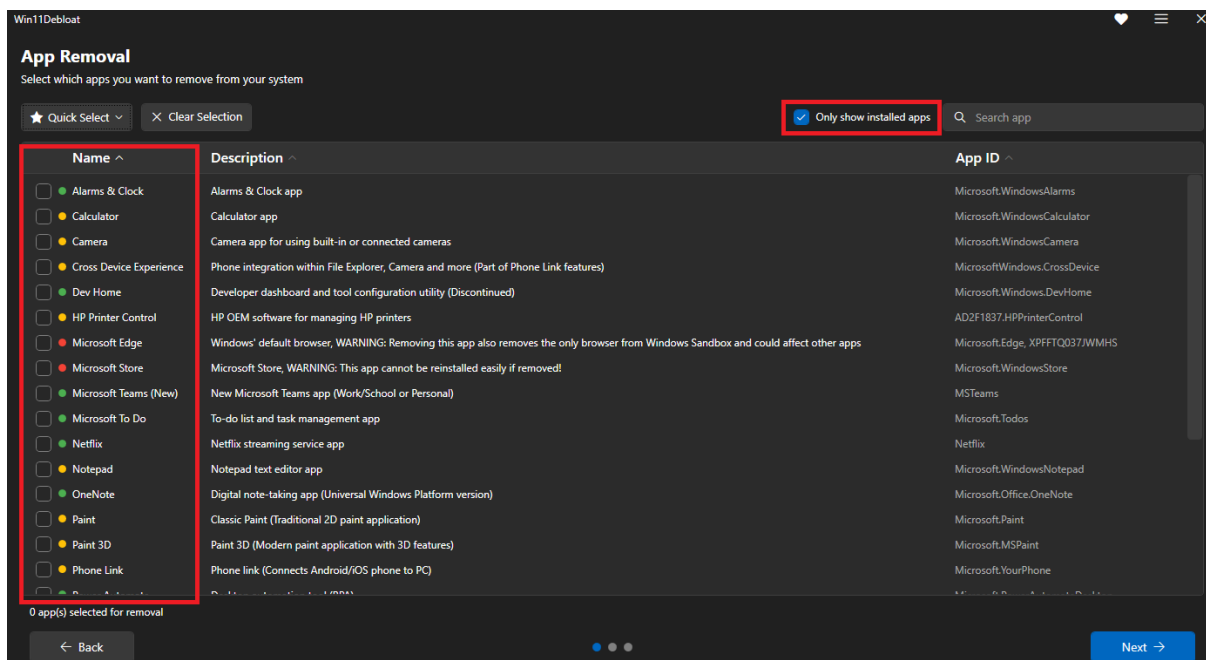 Win11Debloat
App Removal
Select which apps you want to remove from your system
Quick Select
Clear Selection
Only show installed apps
Search app
Name Description App ID
Alarms & Clock Alarms & Clock app Microsoft.WindowsAlarms
Calculator Calculator app Microsoft.WindowsCalculator
Camera Camera app for using built-in or connected cameras Microsoft.WindowsCamera
Cross Device Experience Phone integration within File Explorer, Camera and more (Part of Phone Link features) MicrosoftWindows.CrossDevice
Dev Home Developer dashboard and tool configuration utility (Discontinued) Microsoft.Windows.DevHome
HP Printer Control HP OEM software for managing HP printers AD2F1837.HPPrinterControl
Microsoft Edge Windows' default browser, WARNING: Removing this app also removes the only browser from Windows Sandbox and could affect other apps Microsoft.Edge, XPFFTQ037JWMHS
Microsoft Store Microsoft Store, WARNING: This app cannot be reinstalled easily if removed! Microsoft.WindowsStore
Microsoft Teams (New) New Microsoft Teams app (Work/School or Personal) MSTeams
Microsoft To Do To-do list and task management app Microsoft.Todos
Netflix Netflix streaming service app Netflix
Notepad Notepad text editor app Microsoft.WindowsNotepad
OneNote Digital note-taking app (Universal Windows Platform version) Microsoft.Office.OneNote
Paint Classic Paint (Traditional 2D paint application) Microsoft.Paint
Paint 3D Paint 3D (Modern paint application with 3D features) Microsoft.MSPaint
Phone Link Phone link (Connects Android/iOS phone to PC) Microsoft.YourPhone
0 app(s) selected for removal
Back
Next